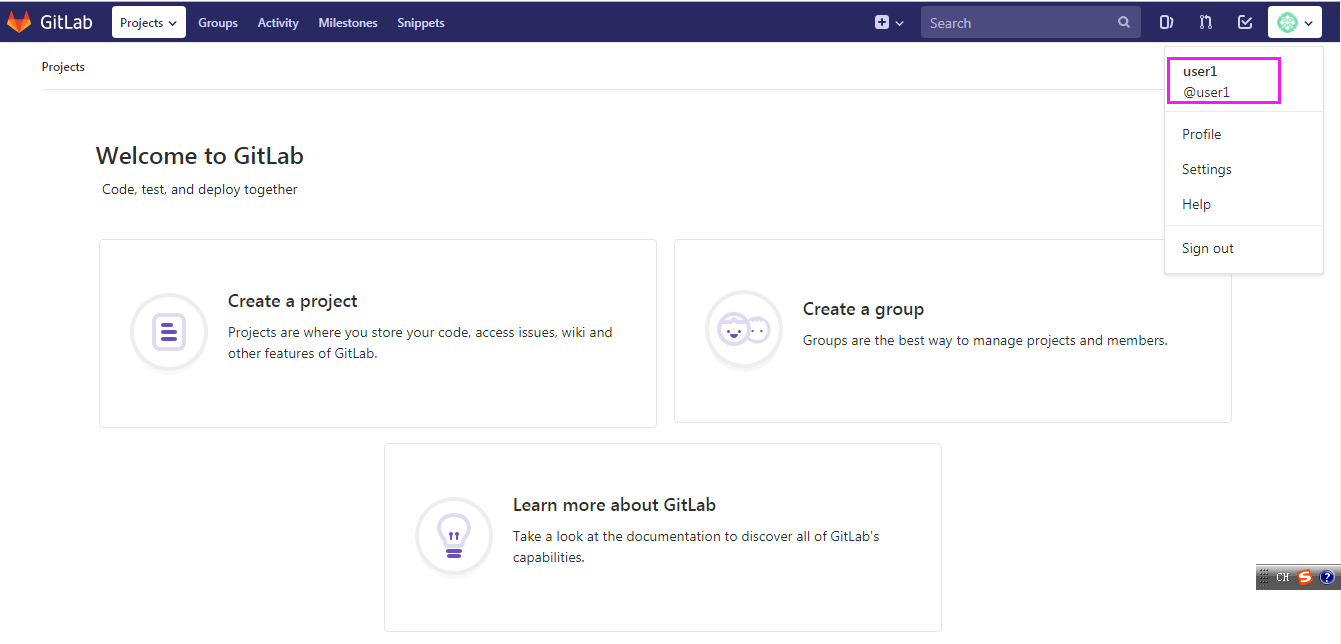 GitLab Projects Groups Activity Milestones Snippets Search
Projects
user1
@user1
Profile
Settings
Help
Sign out
Welcome to GitLab
Code, test, and deploy together
Create a project
Projects are where you store your code, access issues, wiki and
other features of GitLab.
Create a group
Groups are the best way to manage projects and members.
Learn more about GitLab
Take a look at the documentation to discover all of GitLab's
capabilities.
CH S ?